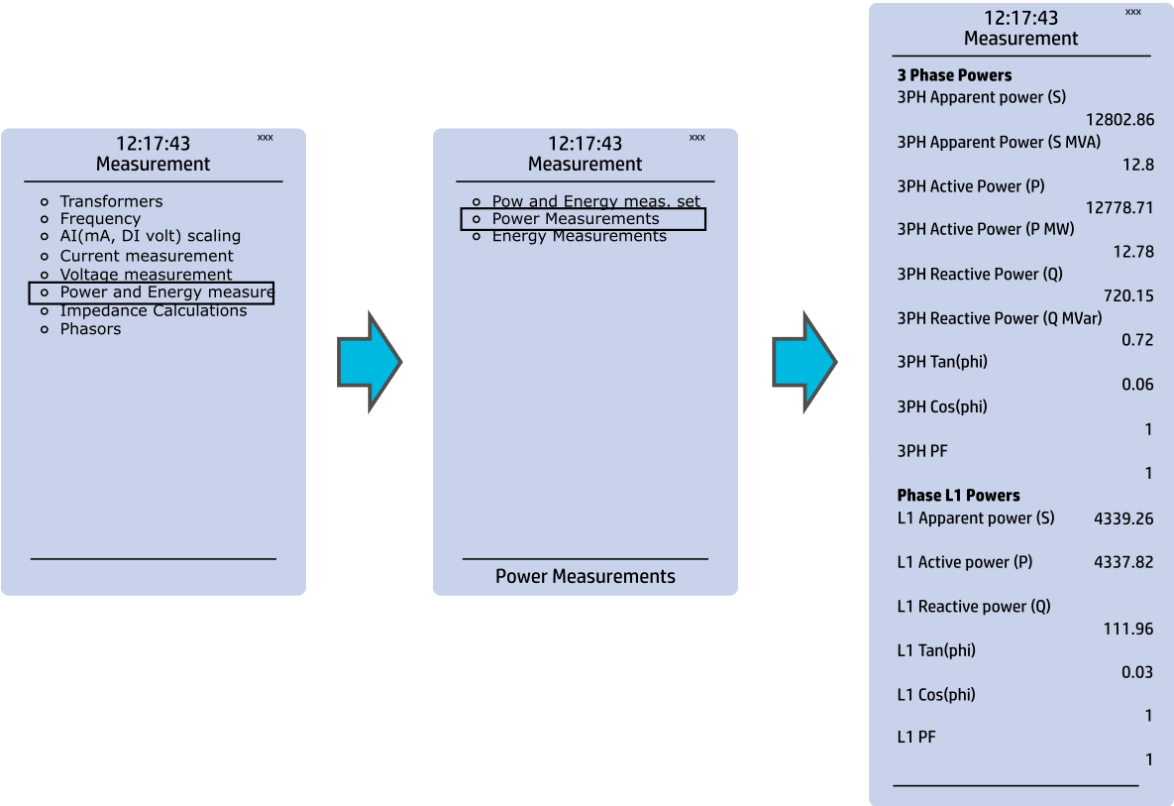 12:17:43
xxx
Measurement
Transformers
Frequency
AI(mA, DI volt) scaling
Current measurement
Voltage measurement
Power and Energy measure
Impedance Calculations
Phasors
12:17:43
xxx
Measurement
Pow and Energy meas. set
Power Measurements
Energy Measurements
Power Measurements
12:17:43
xxx
Measurement
3 Phase Powers
3PH Apparent power (S)
12802.86
3PH Apparent Power (S MVA)
12.8
3PH Active Power (P)
12778.71
3PH Active Power (P MW)
12.78
3PH Reactive Power (Q)
720.15
3PH Reactive Power (Q MVar)
0.72
3PH Tan(phi)
0.06
3PH Cos(phi)
1
3PH PF
1
Phase L1 Powers
L1 Apparent power (S) 4339.26
L1 Active power (P) 4337.82
L1 Reactive power (Q)
111.96
L1 Tan(phi)
0.03
L1 Cos(phi)
1
L1 PF
1